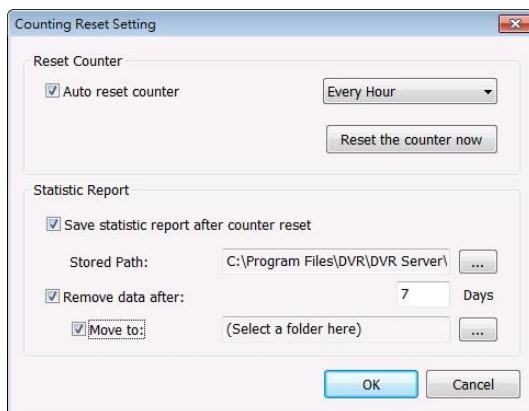 Counting Reset Setting
Reset Counter
Auto reset counter
Every Hour
Reset the counter now
Statistic Report
Save statistic report after counter reset
Stored Path: C:\Program Files\DVR\DVR Server\ ...
Remove data after: 7 Days
Move to: (Select a folder here) ...
OK Cancel